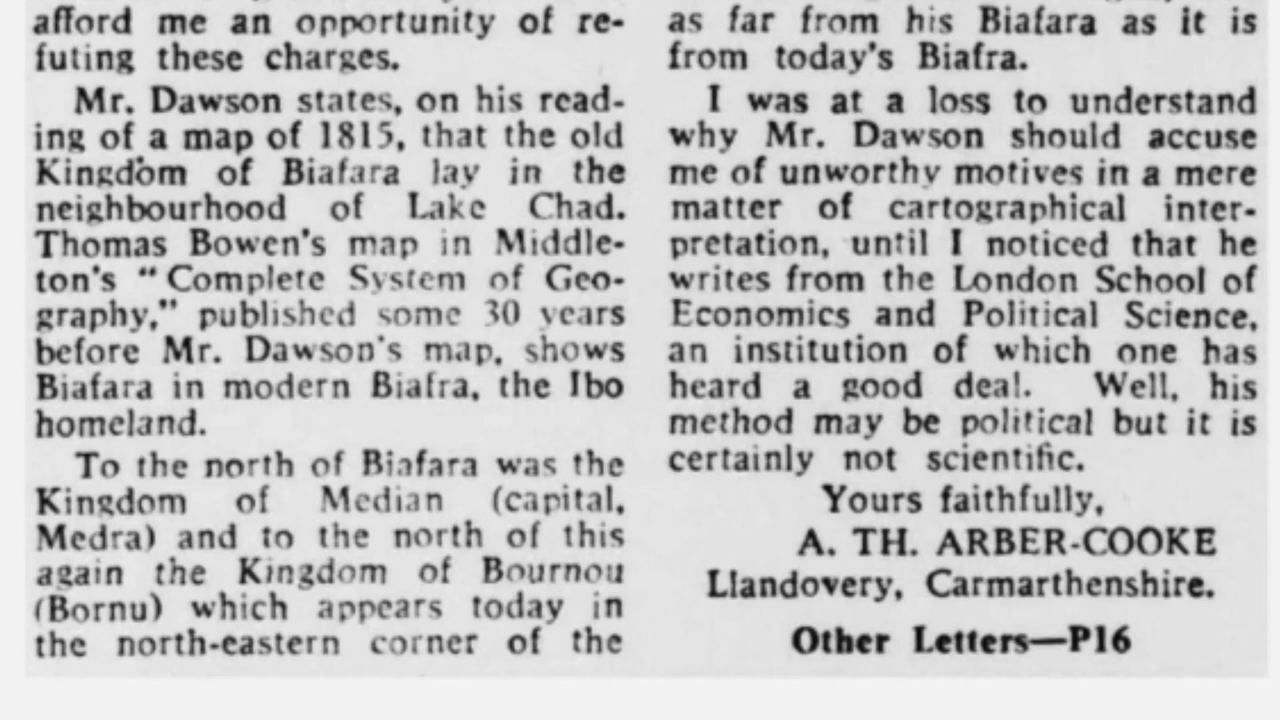 afford me an opportunity of re-
futing these charges.
Mr. Dawson states, on his read-
ing of a map of 1815, that the old
Kingdom of Biafara lay in the
neighbourhood of Lake Chad.
Thomas Bowen's map in Middle-
ton's "Complete System of Geo-
graphy," published some 30 years
before Mr. Dawson's map, shows
Biafara in modern Biafra, the Ibo
homeland.
To the north of Biafara was the
Kingdom of Median (capital,
Medra) and to the north of this
again the Kingdom of Bournou
(Bornu) which appears today in
the north-eastern corner of the
as far from his Biafara as it is
from today's Biafra.
I was at a loss to understand
why Mr. Dawson should accuse
me of unworthy motives in a mere
matter of cartographical inter-
pretation, until I noticed that he
writes from the London School of
Economics and Political Science,
an institution of which one has
heard a good deal. Well, his
method may be political but it is
certainly not scientific.
Yours faithfully,
A. TH. ARBER-COOKE
Llandovery, Carmarthenshire.
Other Letters—P16